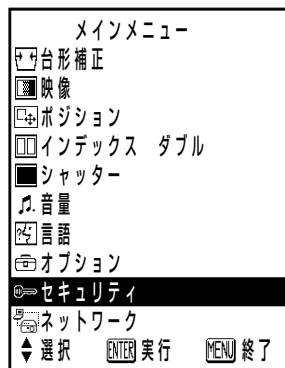 メインメニュー
台形補正
映像
ポジション
インデックス ダブル
シャッター
音量
言語
オプション
セキュリティ
ネットワーク
選択 ENTER 実行 MENU 終了